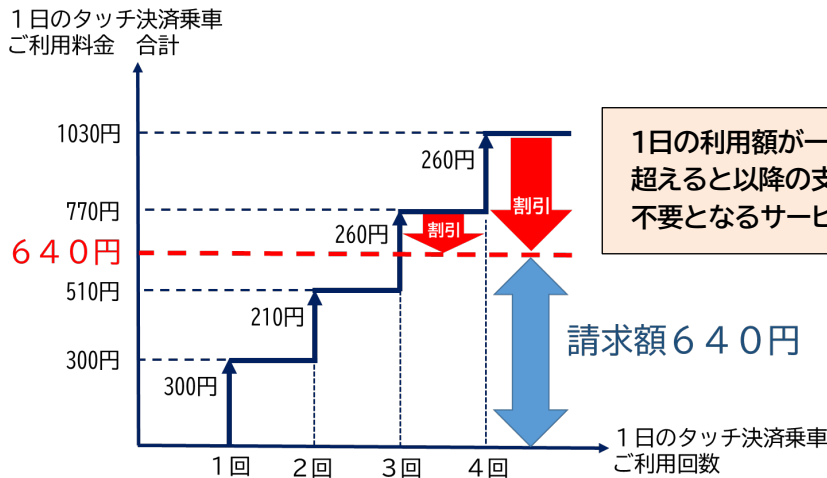 1日のタッチ決済乗車
ご利用料金 合計
1030円
260円
1日の利用額が一
超えると以降の支
不要となるサービ
割引
770円
260円
割引
640円
510円
210円
請求額640円
300円
300円
1回
2回
3回
4回
1日のタッチ決済乗車
ご利用回数